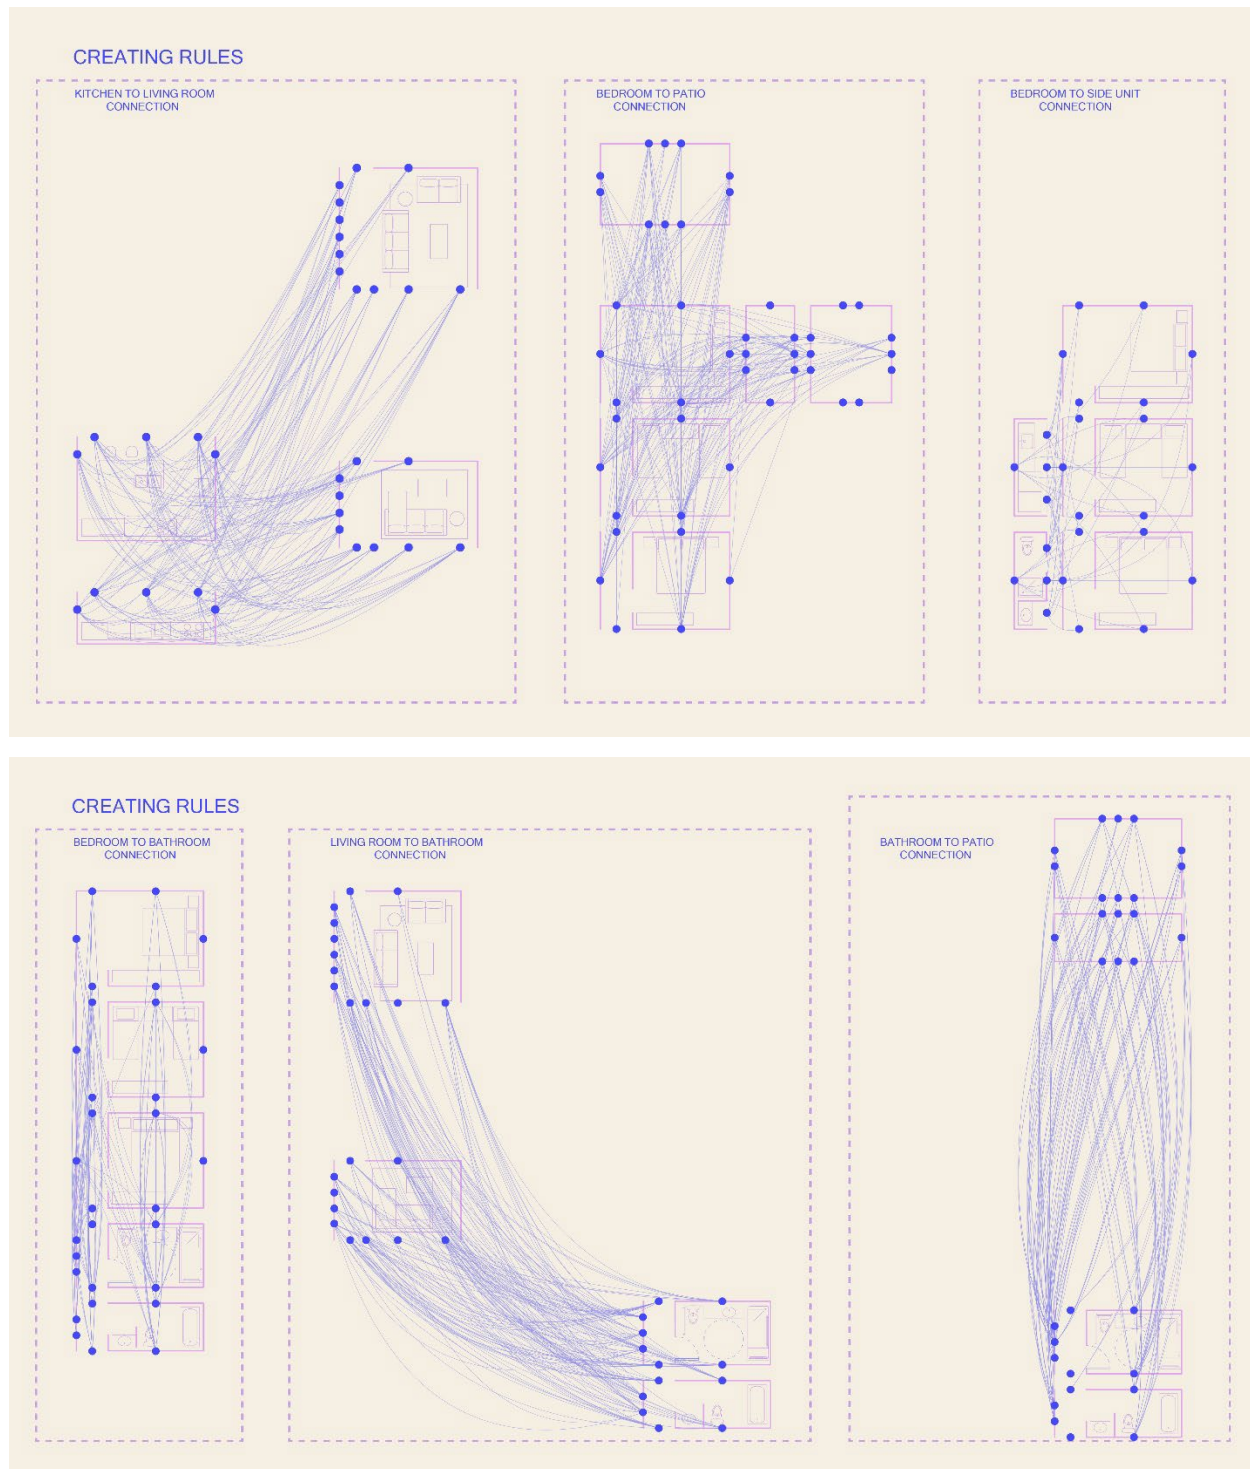 CREATING RULES
KITCHEN TO LIVING ROOM
CONNECTION
BEDROOM TO PATIO
CONNECTION
BEDROOM TO SIDE UNIT
CONNECTION
CREATING RULES
BEDROOM TO BATHROOM
CONNECTION
LIVING ROOM TO BATHROOM
CONNECTION
BATHROOM TO PATIO
CONNECTION